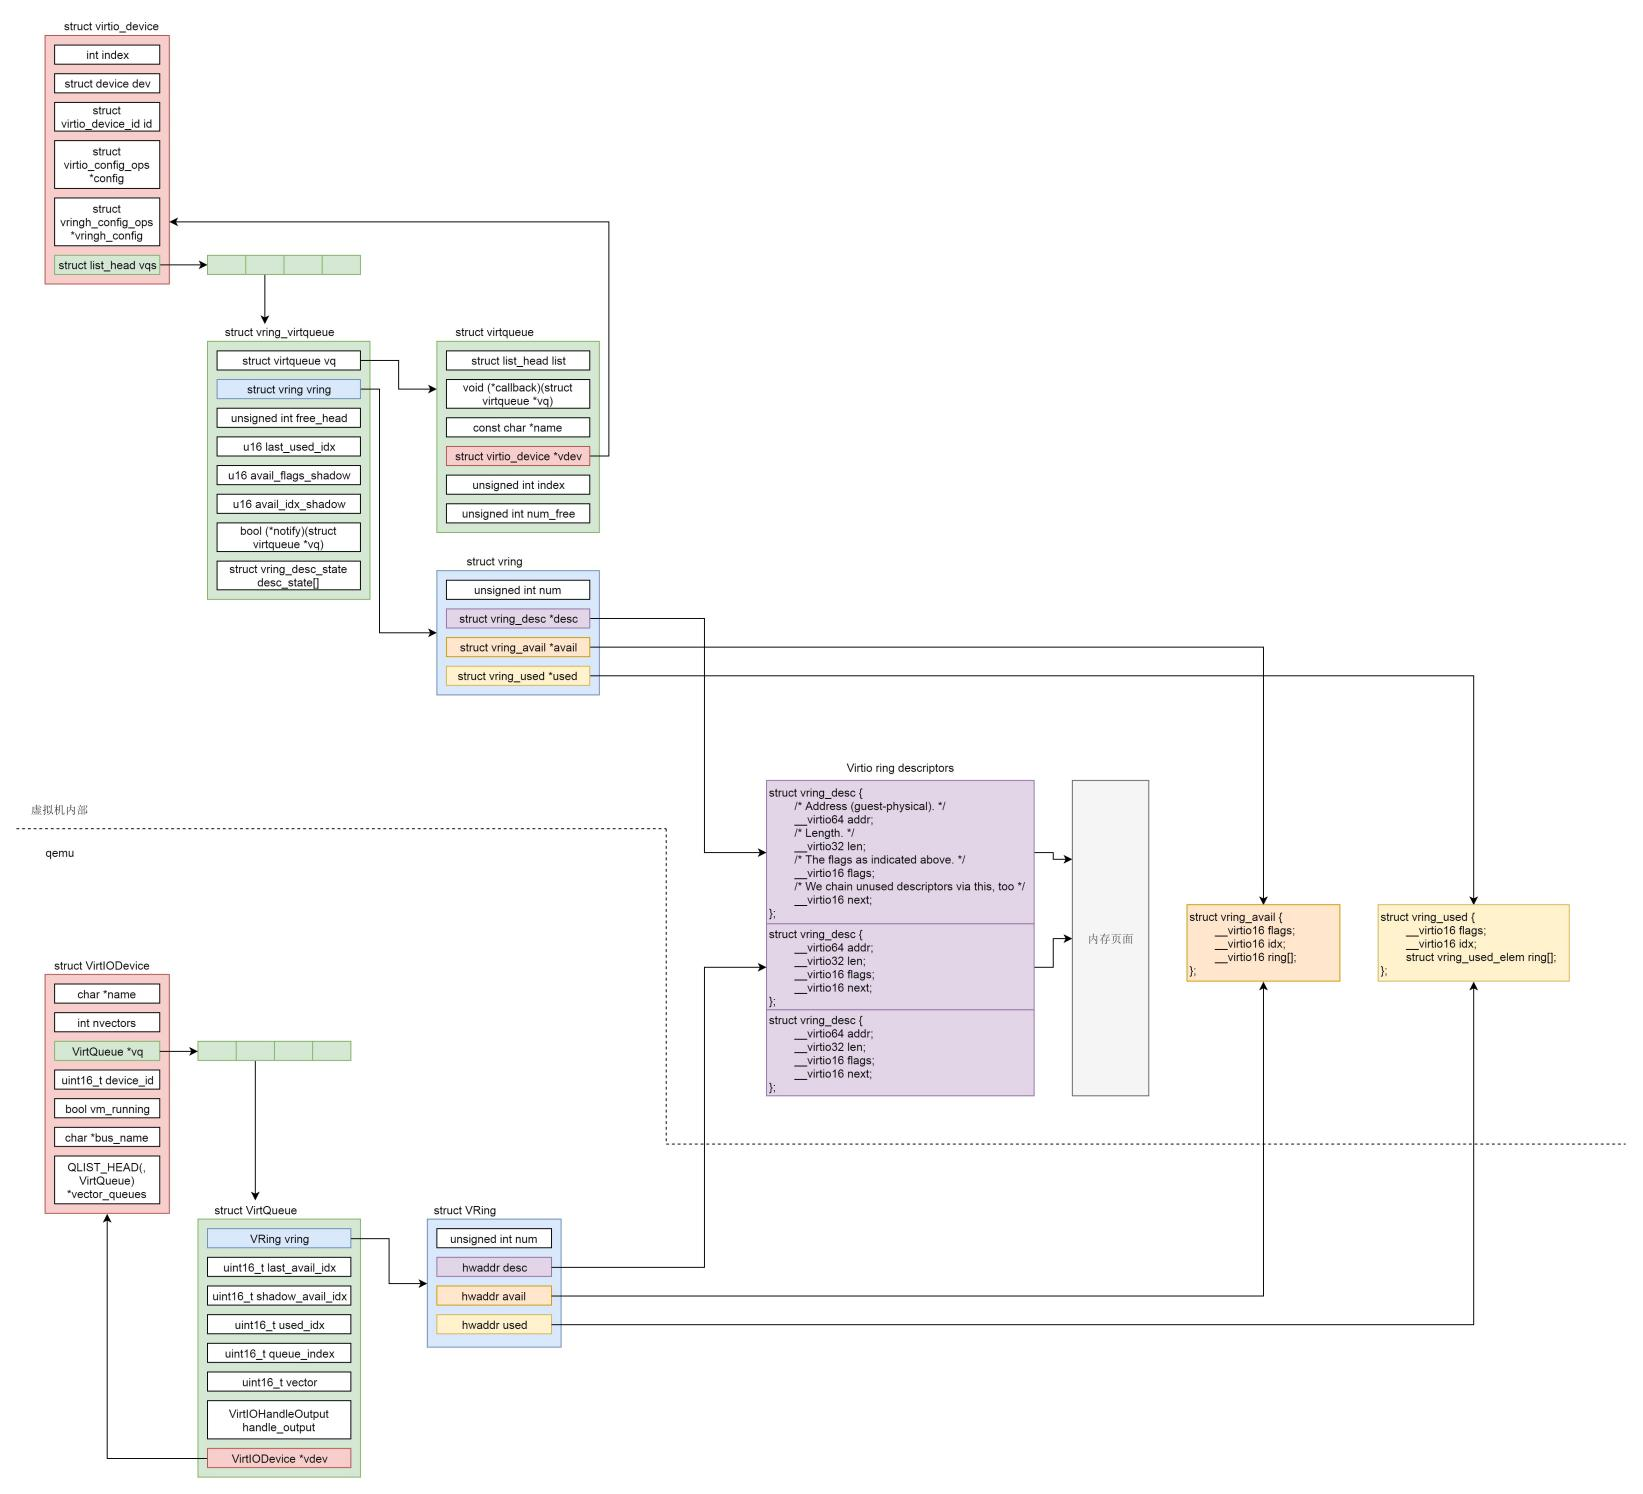 struct virtio_device
int index
struct device dev
struct
virtio_device_id id
struct
virtio_config_ops
*config
struct
vringh_config_ops
*vringh_config
struct list_head vqs
struct vring_virtqueue
struct virtqueue vq
struct vring vring
unsigned int free_head
u16 last_used_idx
u16 avail_flags_shadow
u16 avail_idx_shadow
bool (*notify)(struct
virtqueue *vq)
struct vring_desc_state
desc_state[]
struct virtqueue
struct list_head list
void (*callback)(struct
virtqueue *vq)
const char *name
struct virtio_device *vdev
unsigned int index
unsigned int num_free
struct vring
unsigned int num
struct vring_desc *desc
struct vring_avail *avail
struct vring_used *used
虚拟机内部
qemu
Virtio ring descriptors
struct vring_desc {
/* Address (guest-physical). */
__virtio64 addr;
/* Length. */
__virtio32 len;
/* The flags as indicated above. */
__virtio16 flags;
/* We chain unused descriptors via this, too */
__virtio16 next;
};
struct vring_desc {
__virtio64 addr;
__virtio32 len;
__virtio16 flags;
__virtio16 next;
};
struct vring_desc {
__virtio64 addr;
__virtio32 len;
__virtio16 flags;
__virtio16 next;
};
内存页面
struct vring_avail {
__virtio16 flags;
__virtio16 idx;
__virtio16 ring[];
};
struct vring_used {
__virtio16 flags;
__virtio16 idx;
struct vring_used_elem ring[];
};
struct VirtIODevice
char *name
int nvectors
VirtQueue *vq
uint16_t device_id
bool vm_running
char *bus_name
QLIST_HEAD(,
VirtQueue)
*vector_queues
struct VirtQueue
VRing vring
uint16_t last_avail_idx
uint16_t shadow_avail_idx
uint16_t used_idx
uint16_t queue_index
uint16_t vector
VirtIOHandleOutput
handle_output
VirtIODevice *vdev
struct VRing
unsigned int num
hwaddr desc
hwaddr avail
hwaddr used